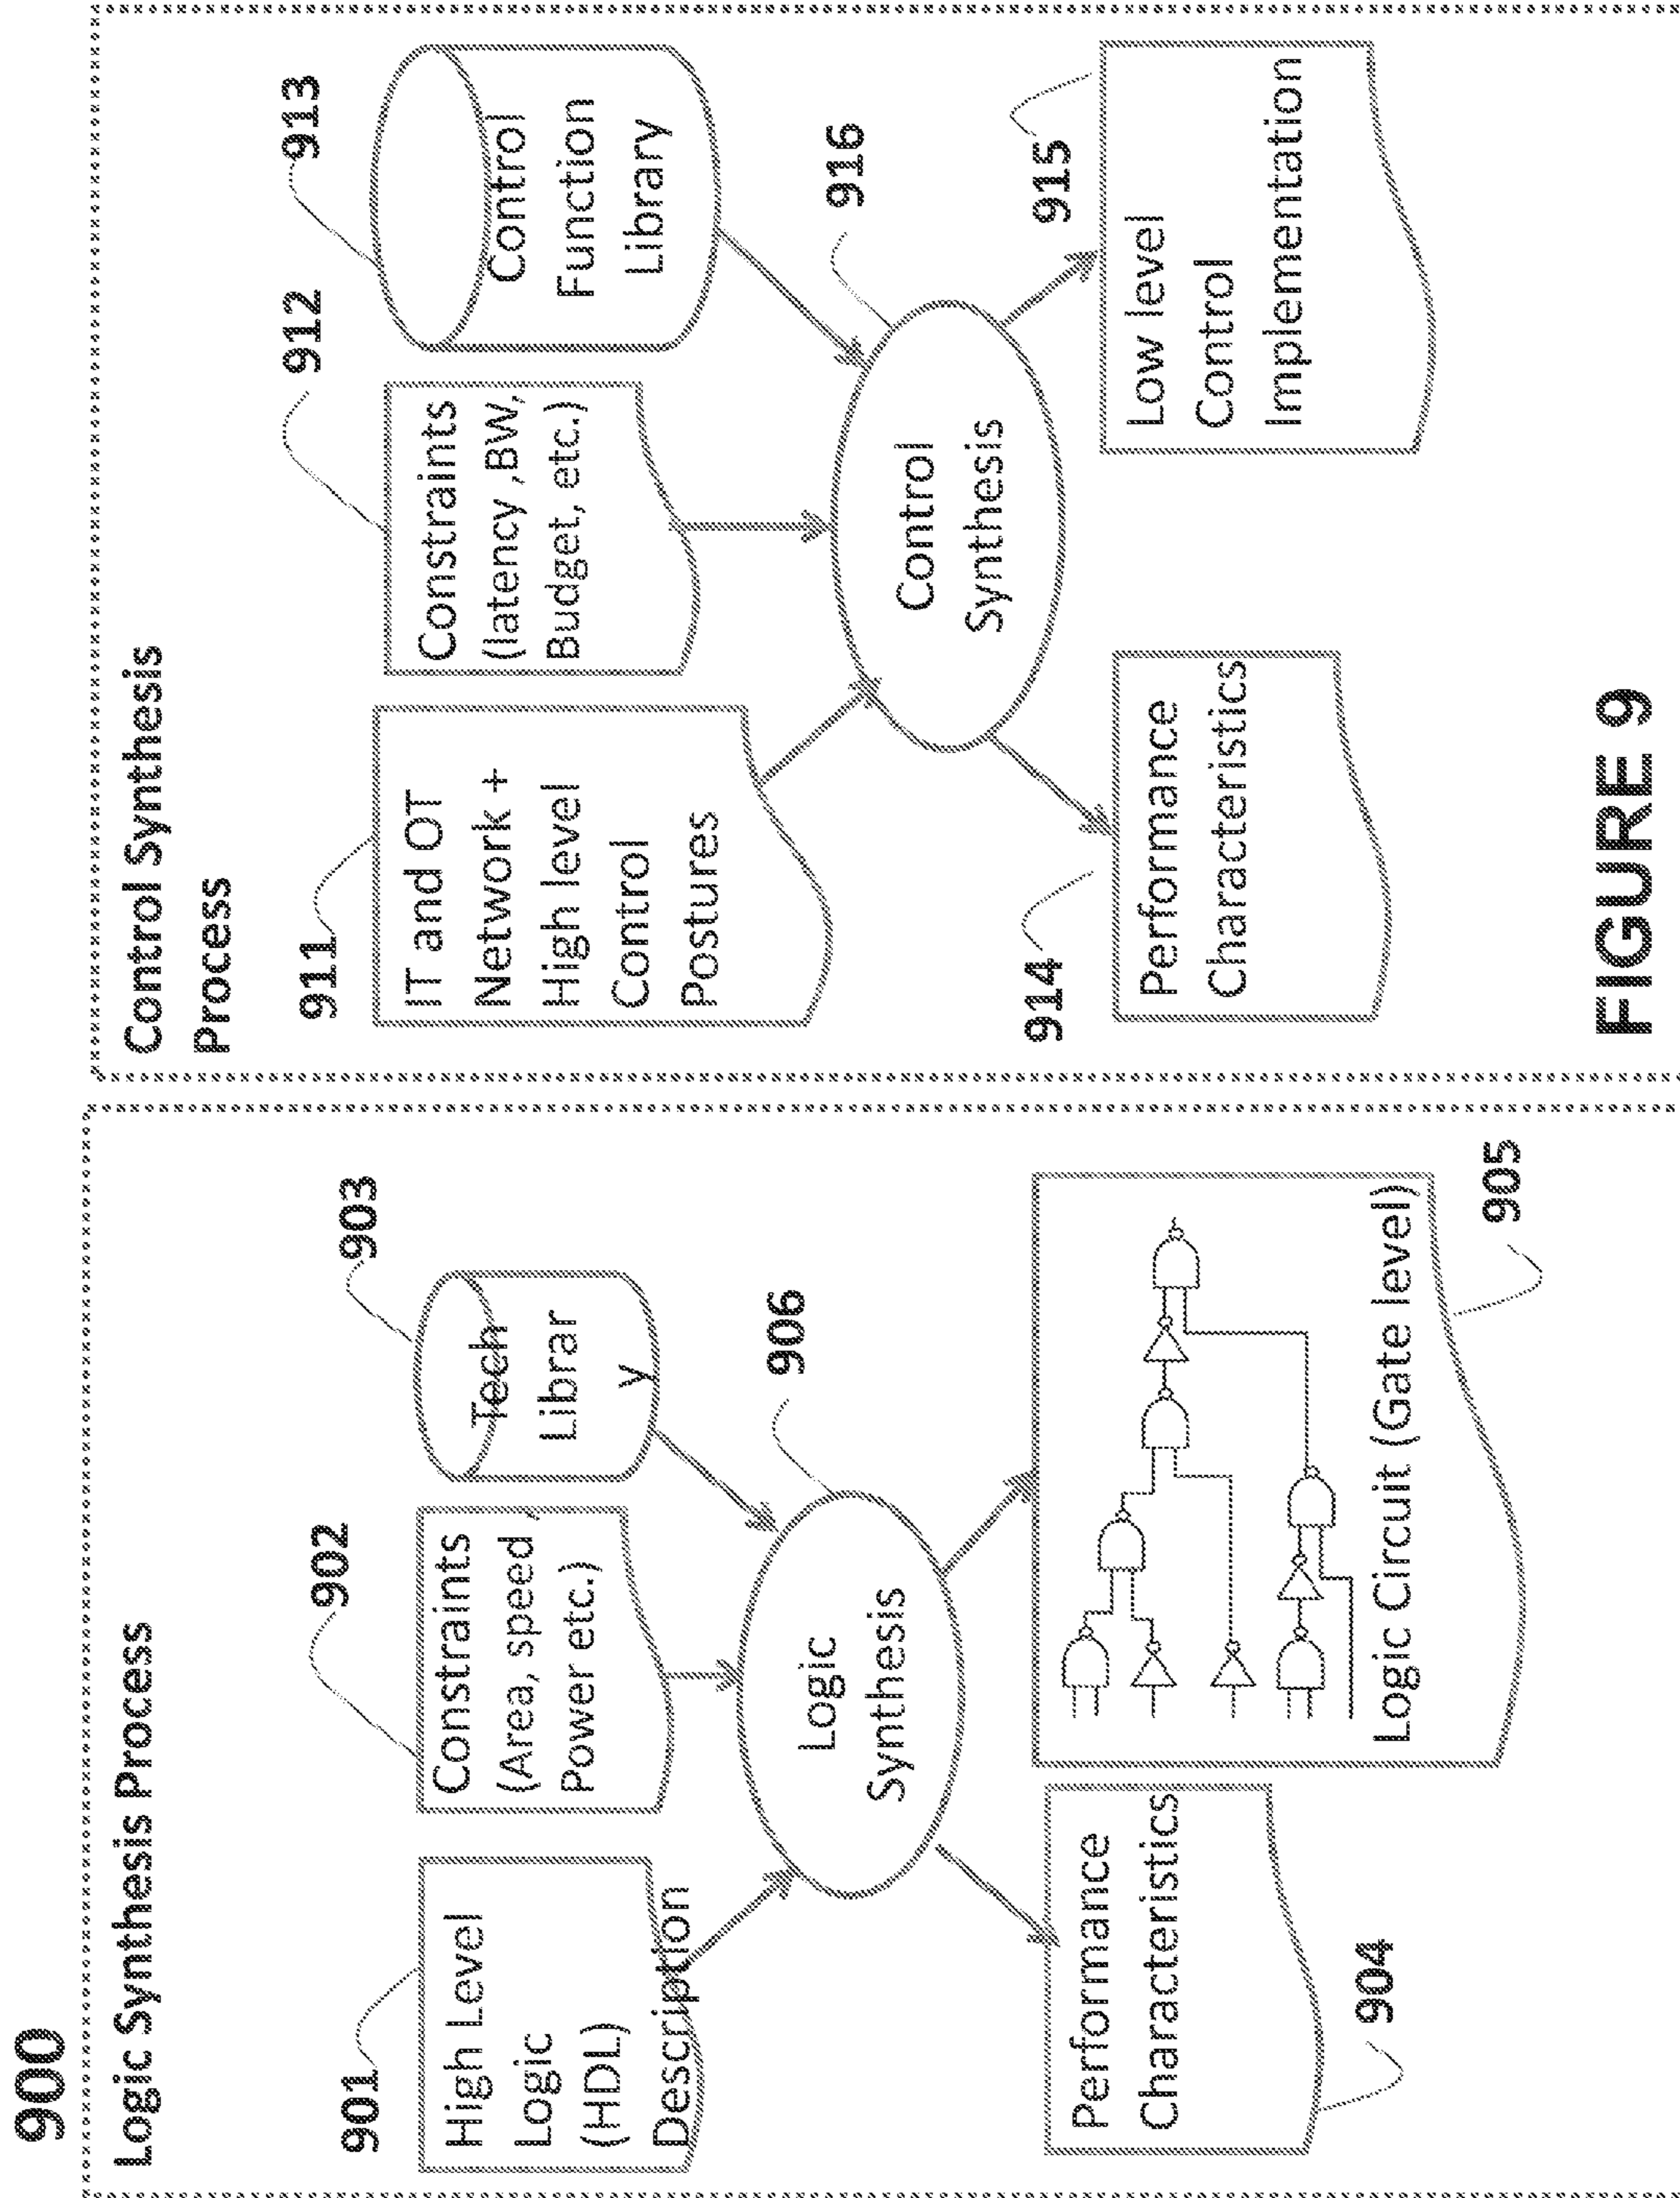 900
Logic Synthesis Process
901
High Level
Logic
(HDL)
Description
902
Constraints
(Area, speed,
Power etc.)
903
Tech
Librar
y
906
Logic
Synthesis
Performance
Characteristics
904
Logic Circuit (Gate level)
905
Control Synthesis
Process
911
IT and OT
Network +
High level
Control
Postures
912
Constraints
(latency ,BW,
Budget, etc.)
913
Control
Function
Library
916
Control
Synthesis
914
Performance
Characteristics
915
Low level
Control
Implementation
FIGURE 9